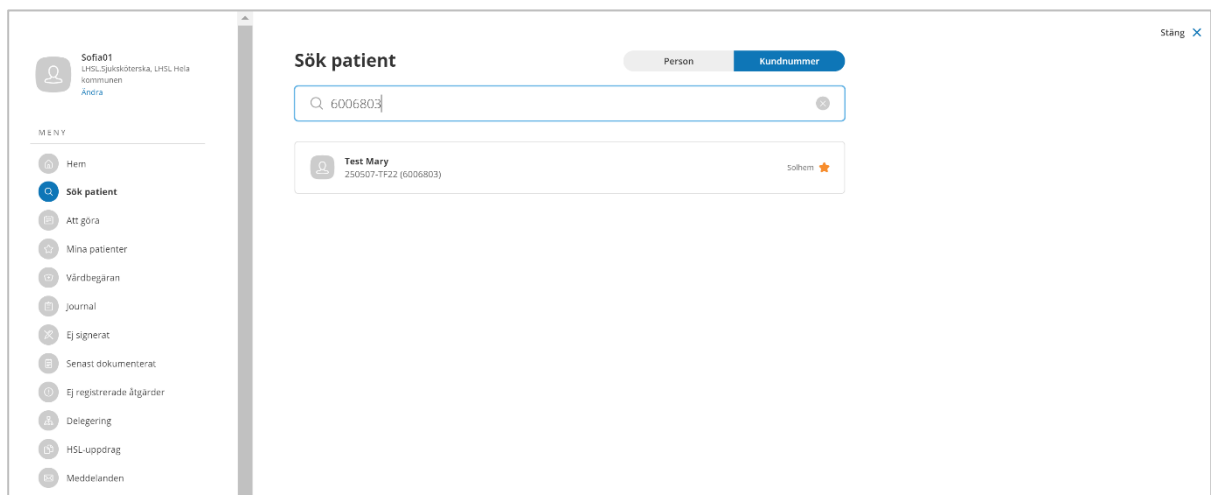 Stäng
Sofia01
LHSL.Sjuksköterska, LHSL Hela
kommunen
Ändra
MENY
Hem
Sök patient
Att göra
Mina patienter
Vårdbegäran
Journal
Ej signerat
Senast dokumenterat
Ej registrerade åtgärder
Delegering
HSL-uppdrag
Meddelanden
Sök patient
Person
Kundnummer
6006803
Test Mary
250507-TF22 (6006803)
Solhem